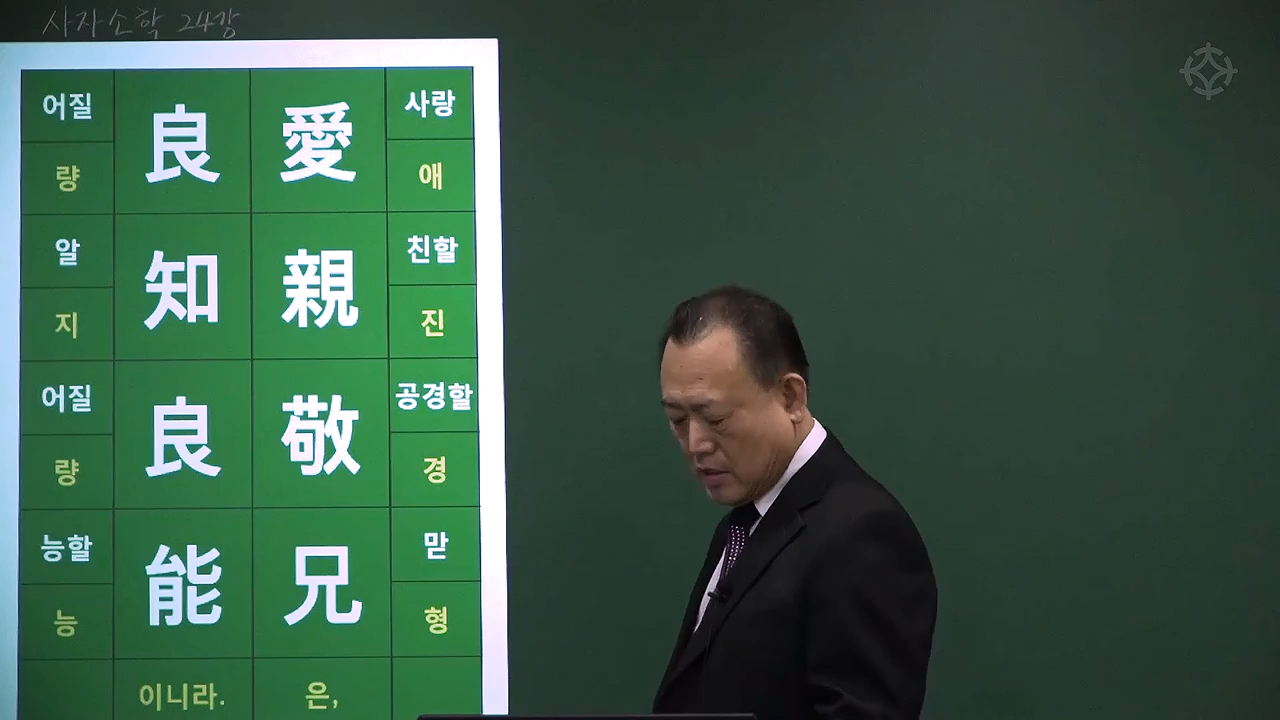 사자소학 24강
어질 良 愛 사랑
량 애
알 知 親 친할
지 진
어질 良 敬 공경할
량 경
능할 能 兄 맏
능 형
이니라. 은,